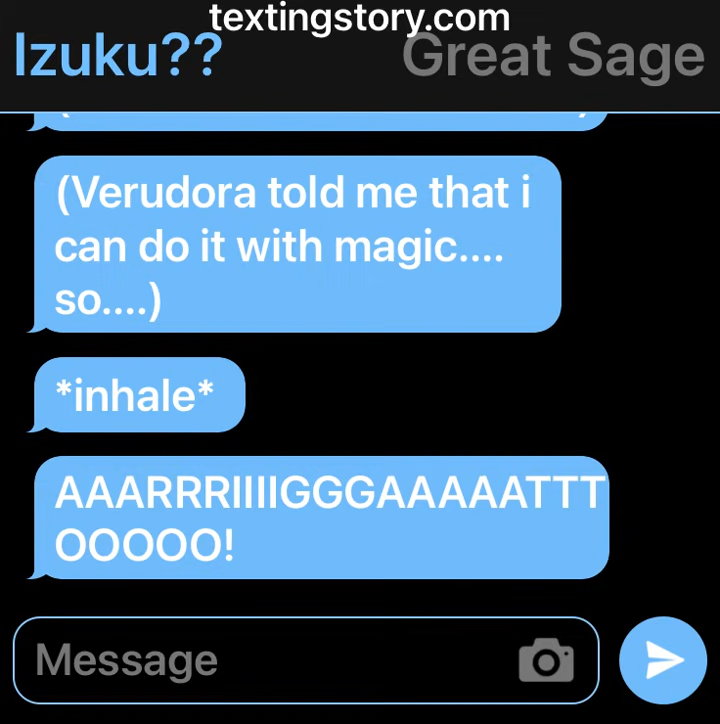 textingstory.com
Izuku??
Great Sage
(Verudora told me that i
can do it with magic....
so....)
*inhale*
AAARRRIIIIGGGAAAAATTT
OOOOO!
Message